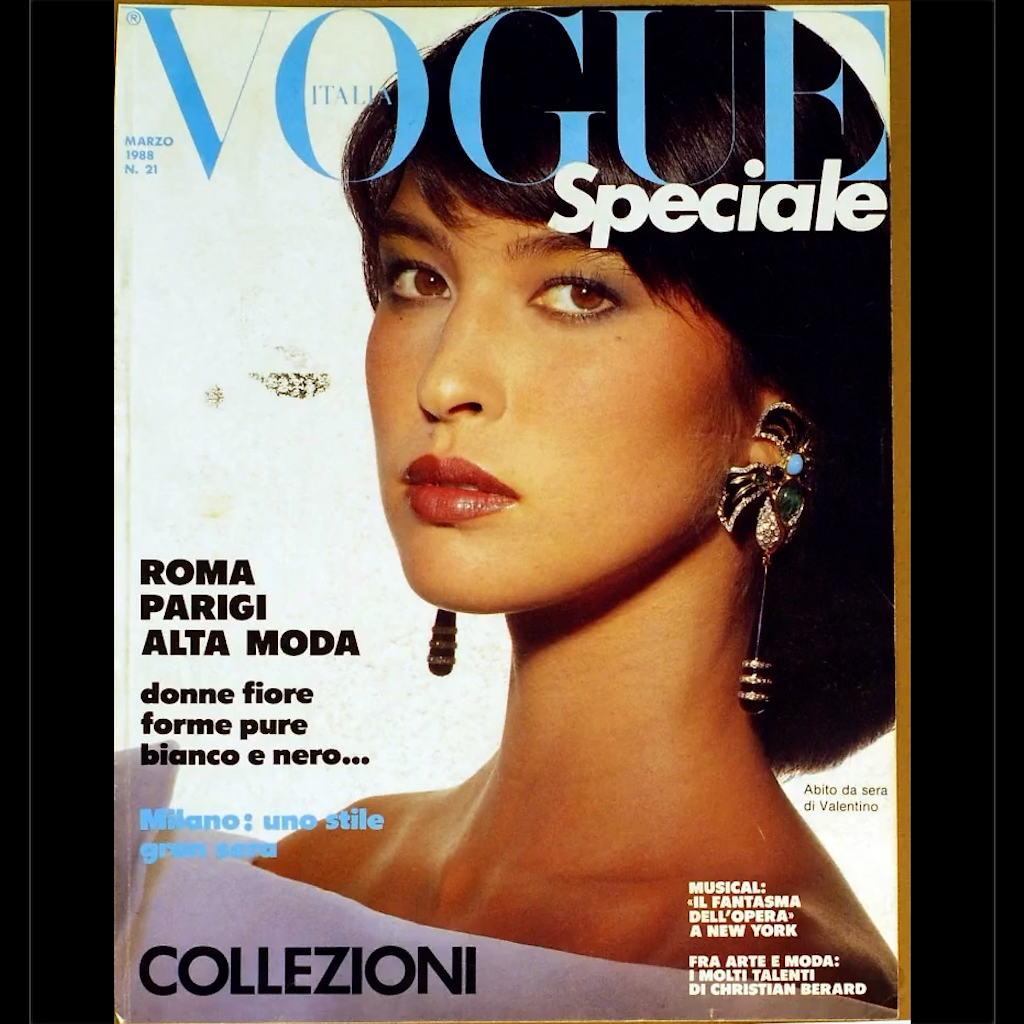 ®
VOGUE
ITALIA
MARZO
1988
N. 21
Speciale
ROMA
PARIGI
ALTA MODA
donne fiore
forme pure
bianco e nero...
Milano: uno stile
gran sera
Abito da sera
di Valentino
MUSICAL:
«IL FANTASMA
DELL'OPERA»
A NEW YORK
FRA ARTE E MODA:
I MOLTI TALENTI
DI CHRISTIAN BERARD
COLLEZIONI